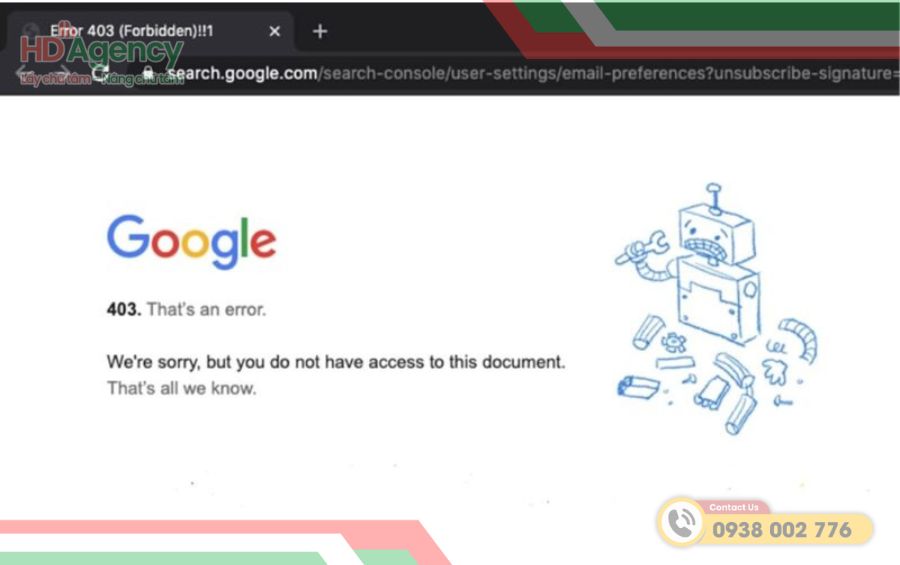 Error 403 (Forbidden)!!1
HD Agency
Lấy chữ tâm - Nâng chữ tầm
search.google.com/search-console/user-settings/email-preferences?unsubscribe-signature=
Google
403. That's an error.
We're sorry, but you do not have access to this document.
That's all we know.
Contact Us
0938 002 776